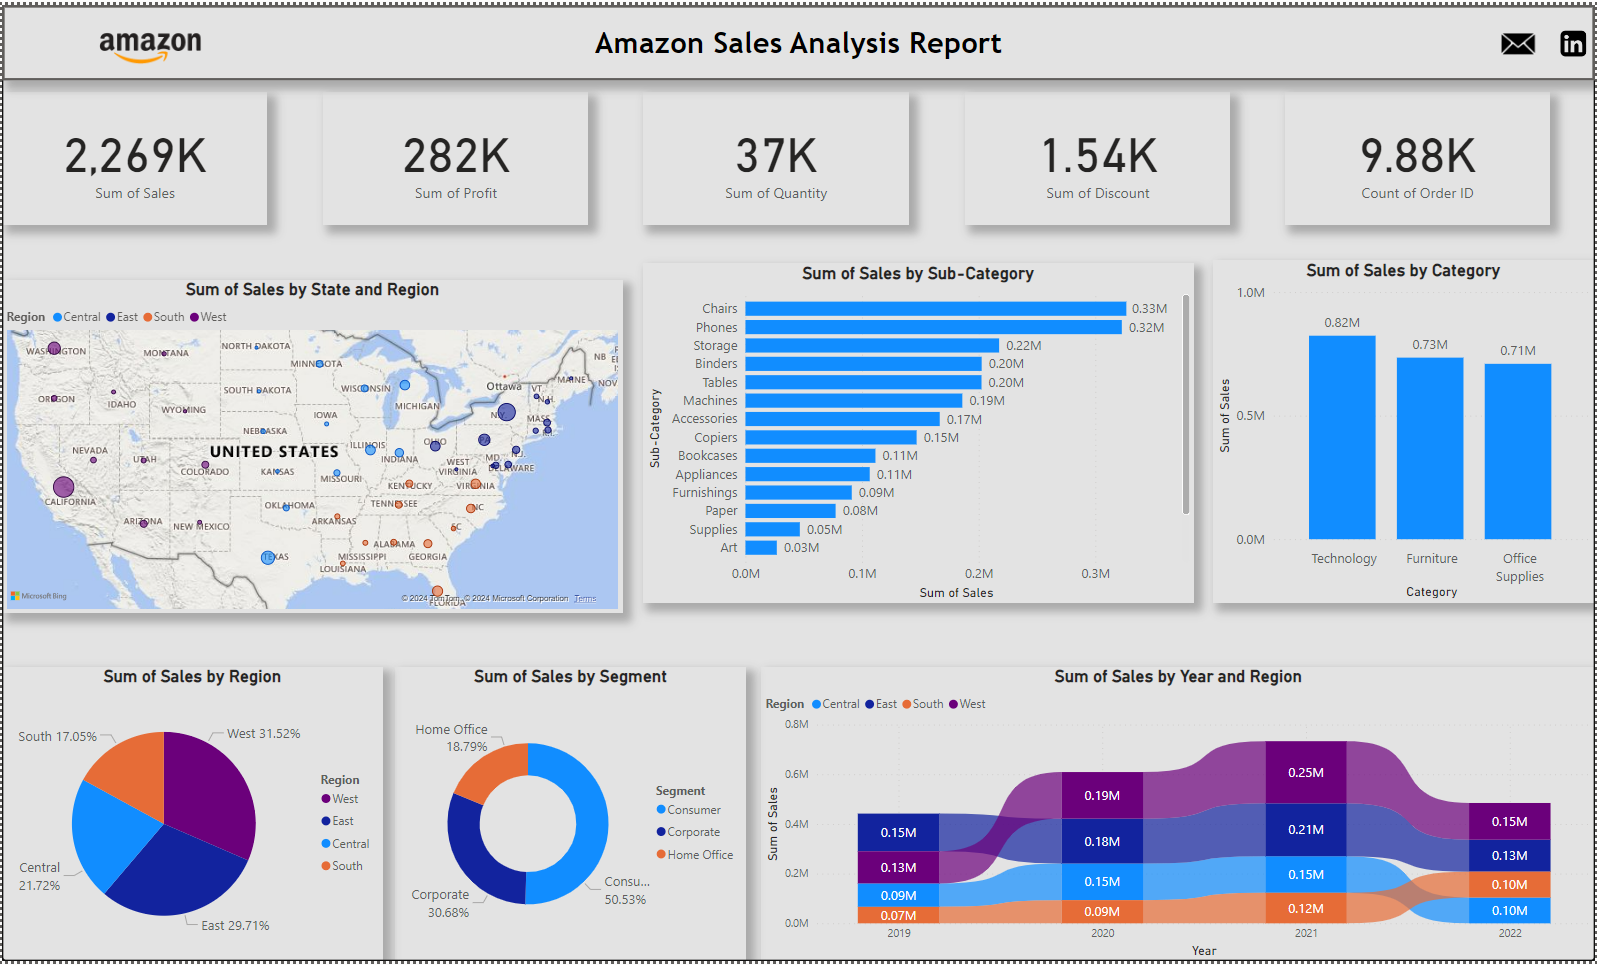 amazon
Amazon Sales Analysis Report
in
2,269K
Sum of Sales
282K
Sum of Profit
37K
Sum of Quantity
1.54K
Sum of Discount
9.88K
Count of Order ID
Sum of Sales by State and Region
Region Central East South West
WASHINGTON
MONTANA
NORTH DAKOTA
MINNESOTA
Ottawa
MAINE
NB
NOV
OREGON
IDAHO
WYOMING
SOUTH DAKOTA
WISCONSIN
MICHIGAN
VT.
N.H.
NY
MASS.
R.I.
IOWA
NEBRASKA
NEVADA
UTAH
COLORADO
UNITED STATES
KANSAS
MISSOURI
ILLINOIS
INDIANA
OHIO
PA
N.J.
MD.
DELAWARE
WEST
VIRGINIA
VIRGINIA
KENTUCKY
CALIFORNIA
ARIZONA
NEW MEXICO
OKLAHOMA
ARKANSAS
TENNESSEE
NC
SC
TEXAS
MISSISSIPPI
ALABAMA
GEORGIA
LOUISIANA
FLORIDA
Microsoft Bing
© 2024 TomTom, © 2024 Microsoft Corporation Terms
Sum of Sales by Sub-Category
Sub-Category
Chairs 0.33M
Phones 0.32M
Storage 0.22M
Binders 0.20M
Tables 0.20M
Machines 0.19M
Accessories 0.17M
Copiers 0.15M
Bookcases 0.11M
Appliances 0.11M
Furnishings 0.09M
Paper 0.08M
Supplies 0.05M
Art 0.03M
0.0M 0.1M 0.2M 0.3M
Sum of Sales
Sum of Sales by Category
Sum of Sales
1.0M
0.5M
0.0M
0.82M
0.73M
0.71M
Technology Furniture Office
Supplies
Category
Sum of Sales by Region
South 17.05%
West 31.52%
Central
21.72%
East 29.71%
Region
West
East
Central
South
Sum of Sales by Segment
Home Office
18.79%
Corporate
30.68%
Consu...
50.53%
Segment
Consumer
Corporate
Home Office
Sum of Sales by Year and Region
Region Central East South West
Sum of Sales
0.8M
0.6M
0.4M
0.2M
0.0M
0.15M
0.13M
0.09M
0.07M
0.19M
0.18M
0.15M
0.09M
0.25M
0.21M
0.15M
0.12M
0.15M
0.13M
0.10M
0.10M
2019 2020 2021 2022
Year